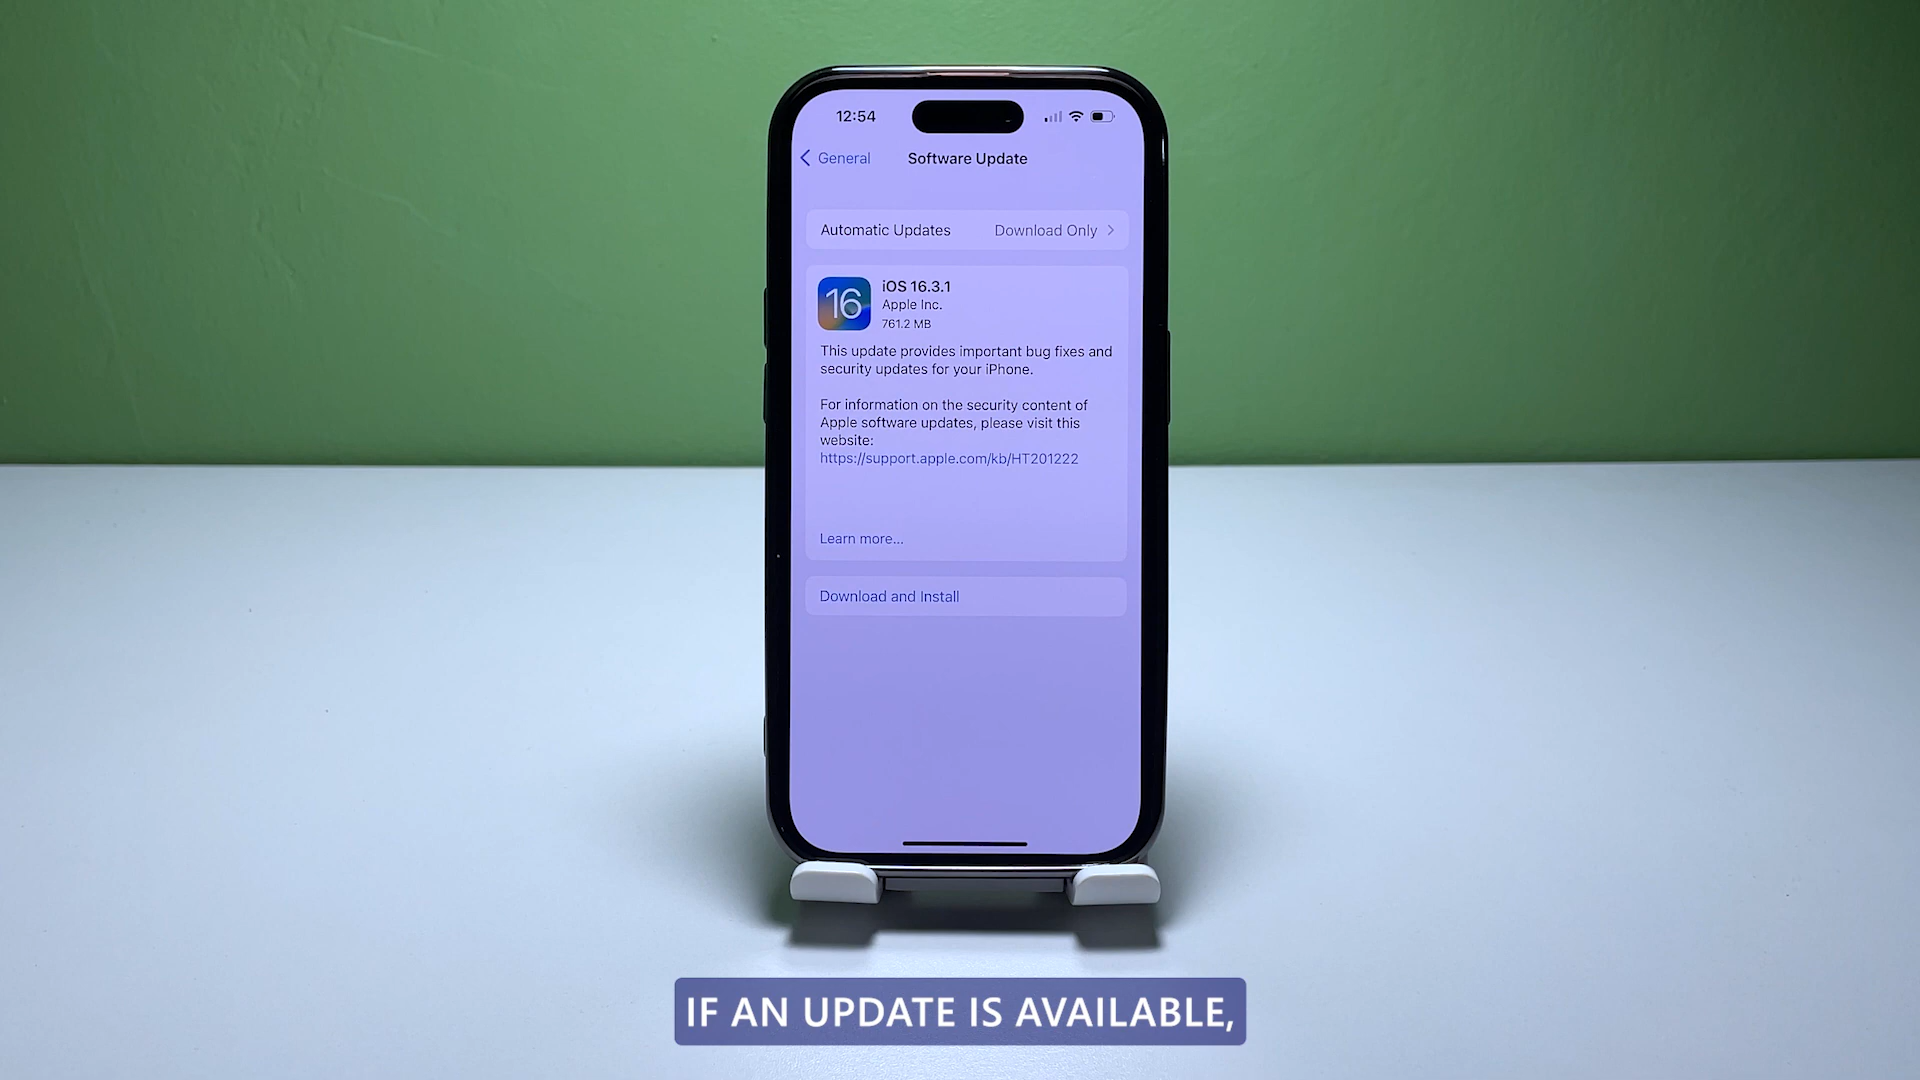 12:54
General
Software Update
Automatic Updates
Download Only
16
iOS 16.3.1
Apple Inc.
761.2 MB
This update provides important bug fixes and
security updates for your iPhone.
For information on the security content of
Apple software updates, please visit this
website:
https://support.apple.com/kb/HT201222
Learn more...
Download and Install
IF AN UPDATE IS AVAILABLE,